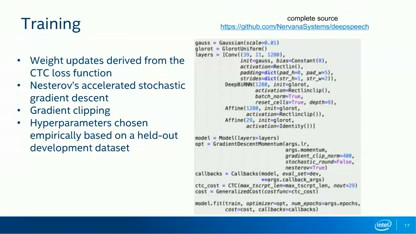 Training
complete source
https://github.com/NervanaSystems/deepspeech
• Weight updates derived from the
CTC loss function
• Nesterov's accelerated stochastic
gradient descent
• Gradient clipping
• Hyperparameters chosen
empirically based on a held-out
development dataset
gauss = Gaussian(scale=0.01)
glorot = GlorotUniform()
layers = [Conv((39, 11, 1280),
init=gauss, bias=Constant(0),
activation=Rectlin(),
padding=dict(pad_h=0, pad_w=5),
strides=dict(str_h=1, str_w=2)),
DeepBiRNN(1280, init=glorot,
activation=Rectlinclip(),
batch_norm=True,
reset_cells=True, depth=9),
Affine(1280, init=glorot,
activation=Rectlinclip()),
Affine(29, init=glorot,
activation=Identity())]
model = Model(layers=layers)
opt = GradientDescentMomentum(args.lr,
args.momentum,
gradient_clip_norm=400,
stochastic_round=False,
nesterov=True)
callbacks = Callbacks(model, eval_set=dev,
**args.callback_args)
ctc_cost = CTC(max_tscrpt_len=max_tscrpt_len, nout=29)
cost = GeneralizedCost(costfunc=ctc_cost)
model.fit(train, optimizer=opt, num_epochs=args.epochs,
cost=cost, callbacks=callbacks)
intel
17